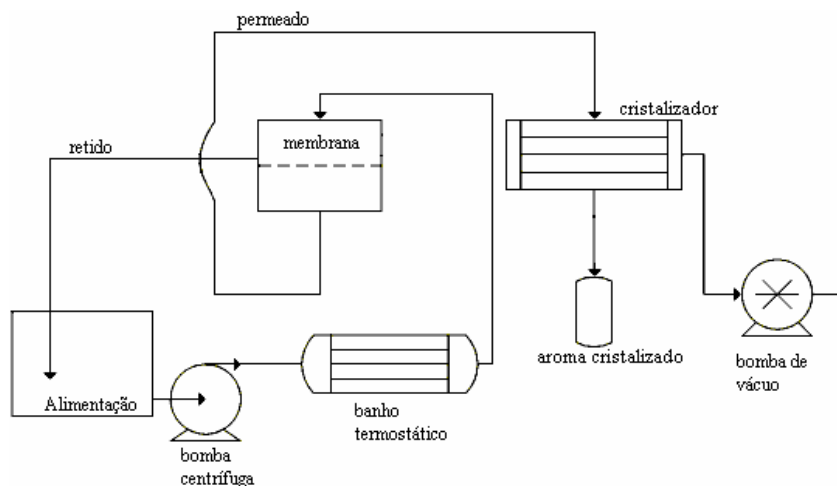 permeado
cristalizador
membrana
retido
aroma cristalizado
bomba de
vácuo
Alimentação
banho
termostático
bomba
centrífuga